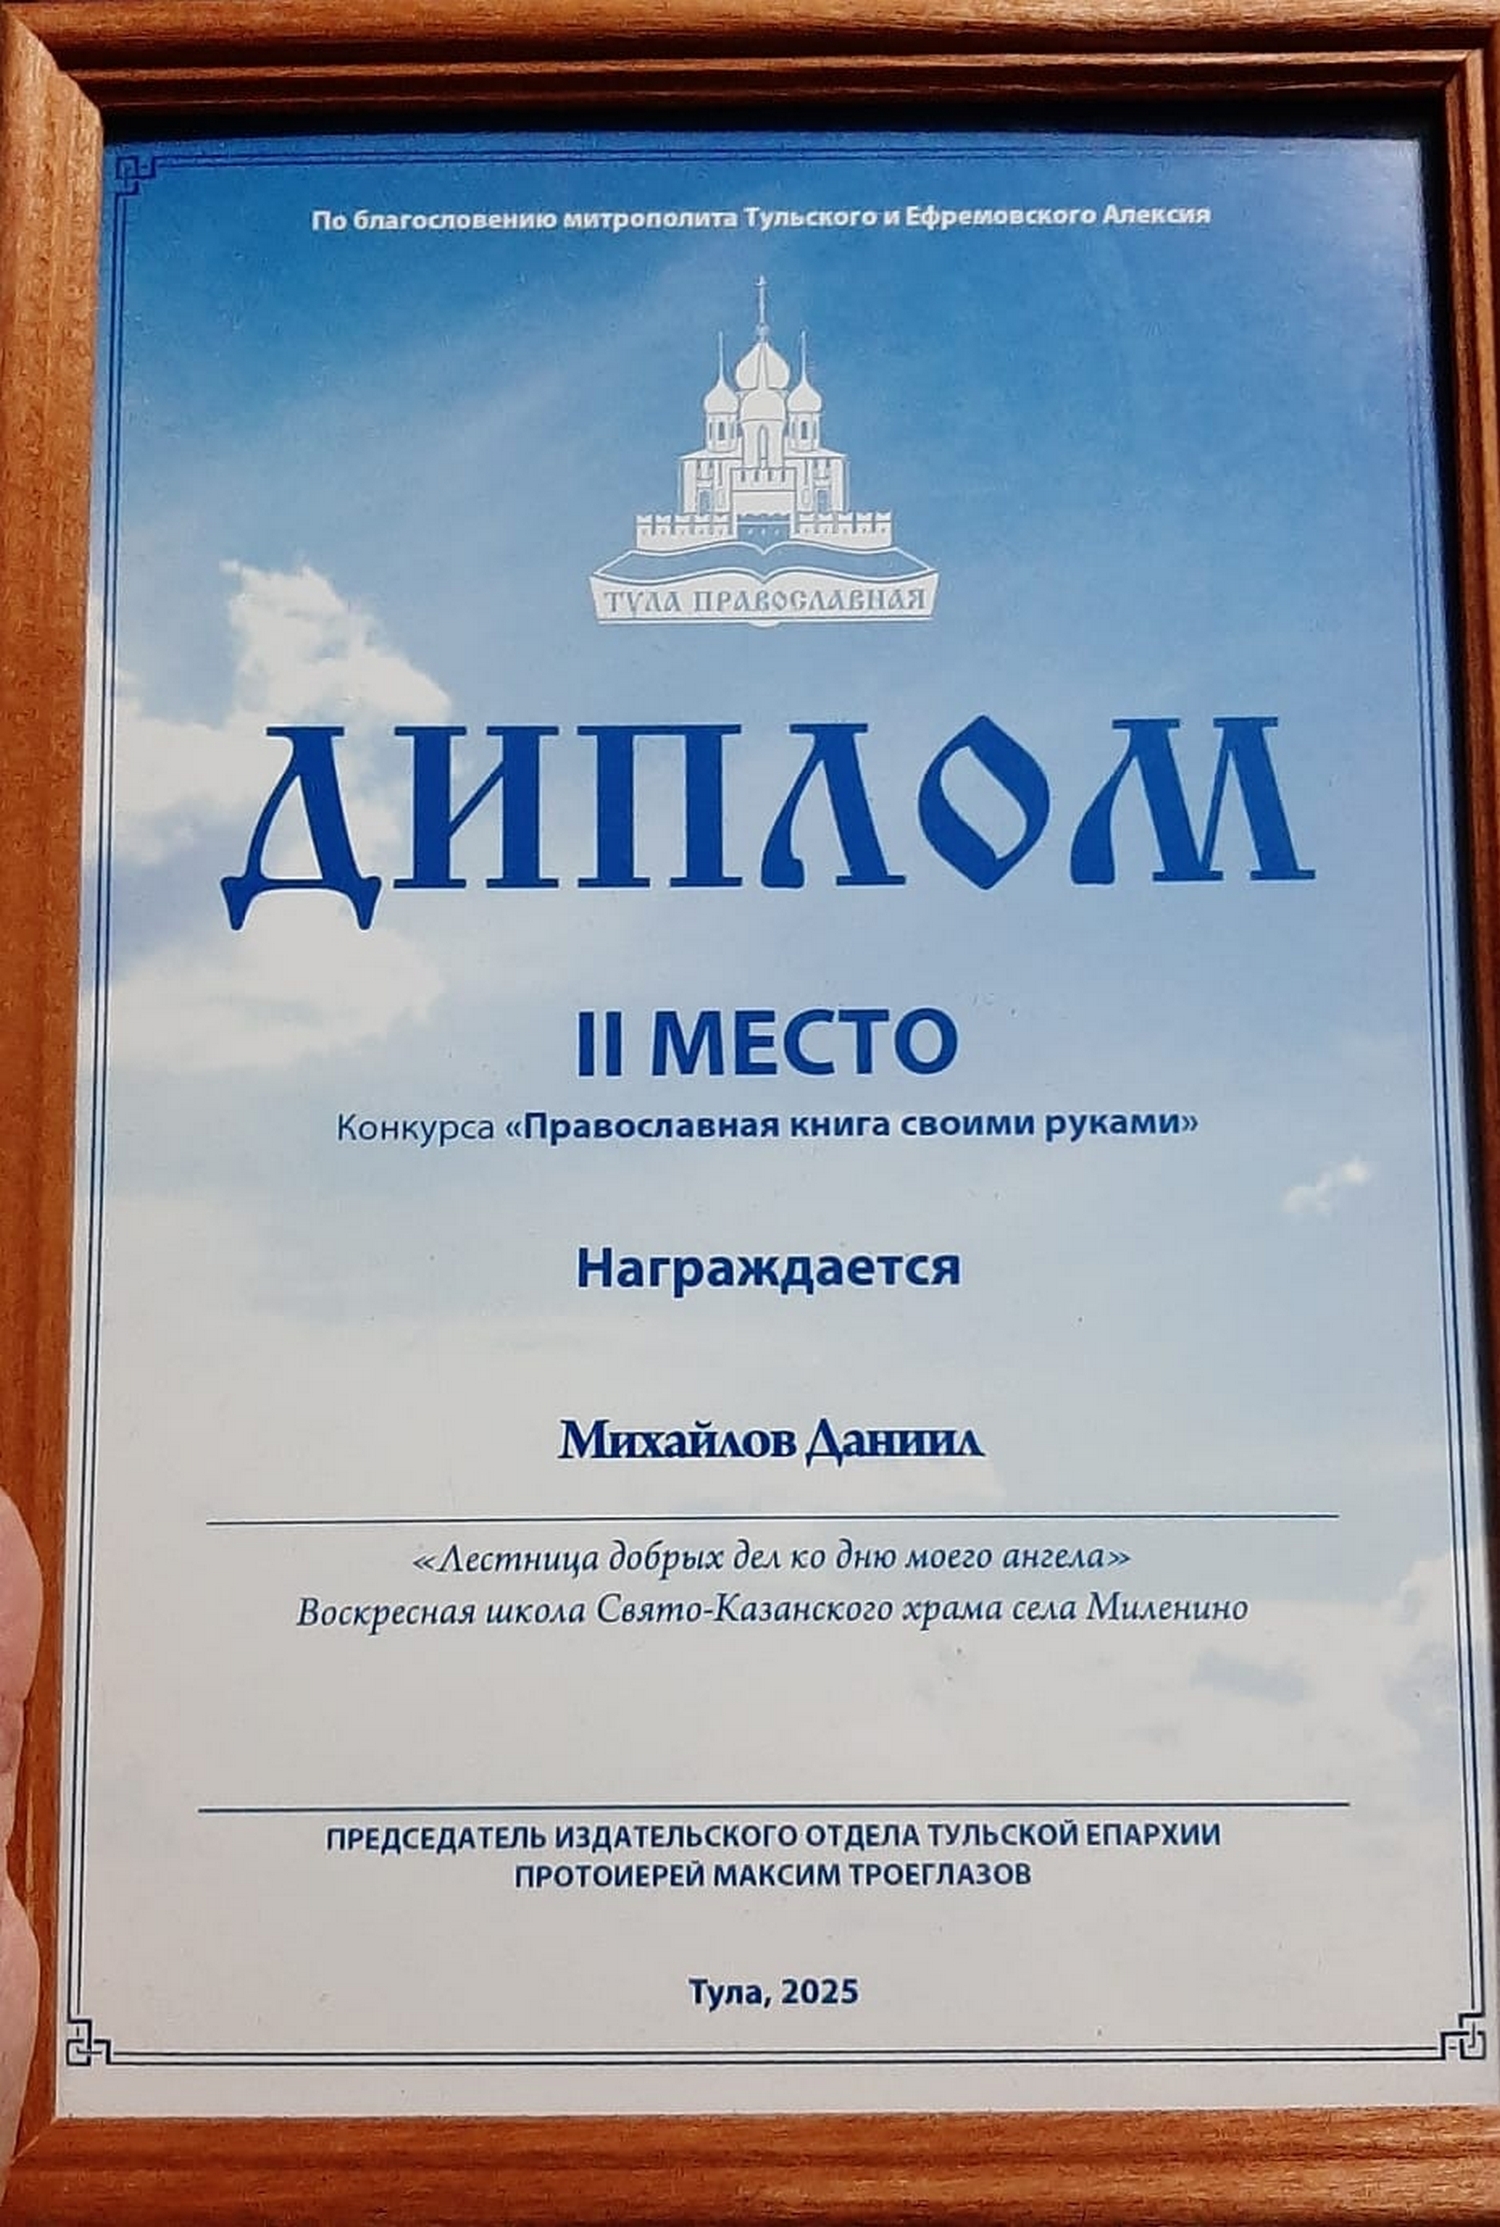 По благословению митрополита Тульского и Ефремовского Алексия
ТУЛА ПРАВОСЛАВНАЯ
ДИПЛОМ
II МЕСТО
Конкурса «Православная книга своими руками»
Награждается
Михайлов Даниил
«Лестница добрых дел ко дню моего ангела»
Воскресная школа Свято-Казанского храма села Миленино
ПРЕДСЕДАТЕЛЬ ИЗДАТЕЛЬСКОГО ОТДЕЛА ТУЛЬСКОЙ ЕПАРХИИ
ПРОТОИЕРЕЙ МАКСИМ ТРОЕГЛАЗОВ
Тула, 2025